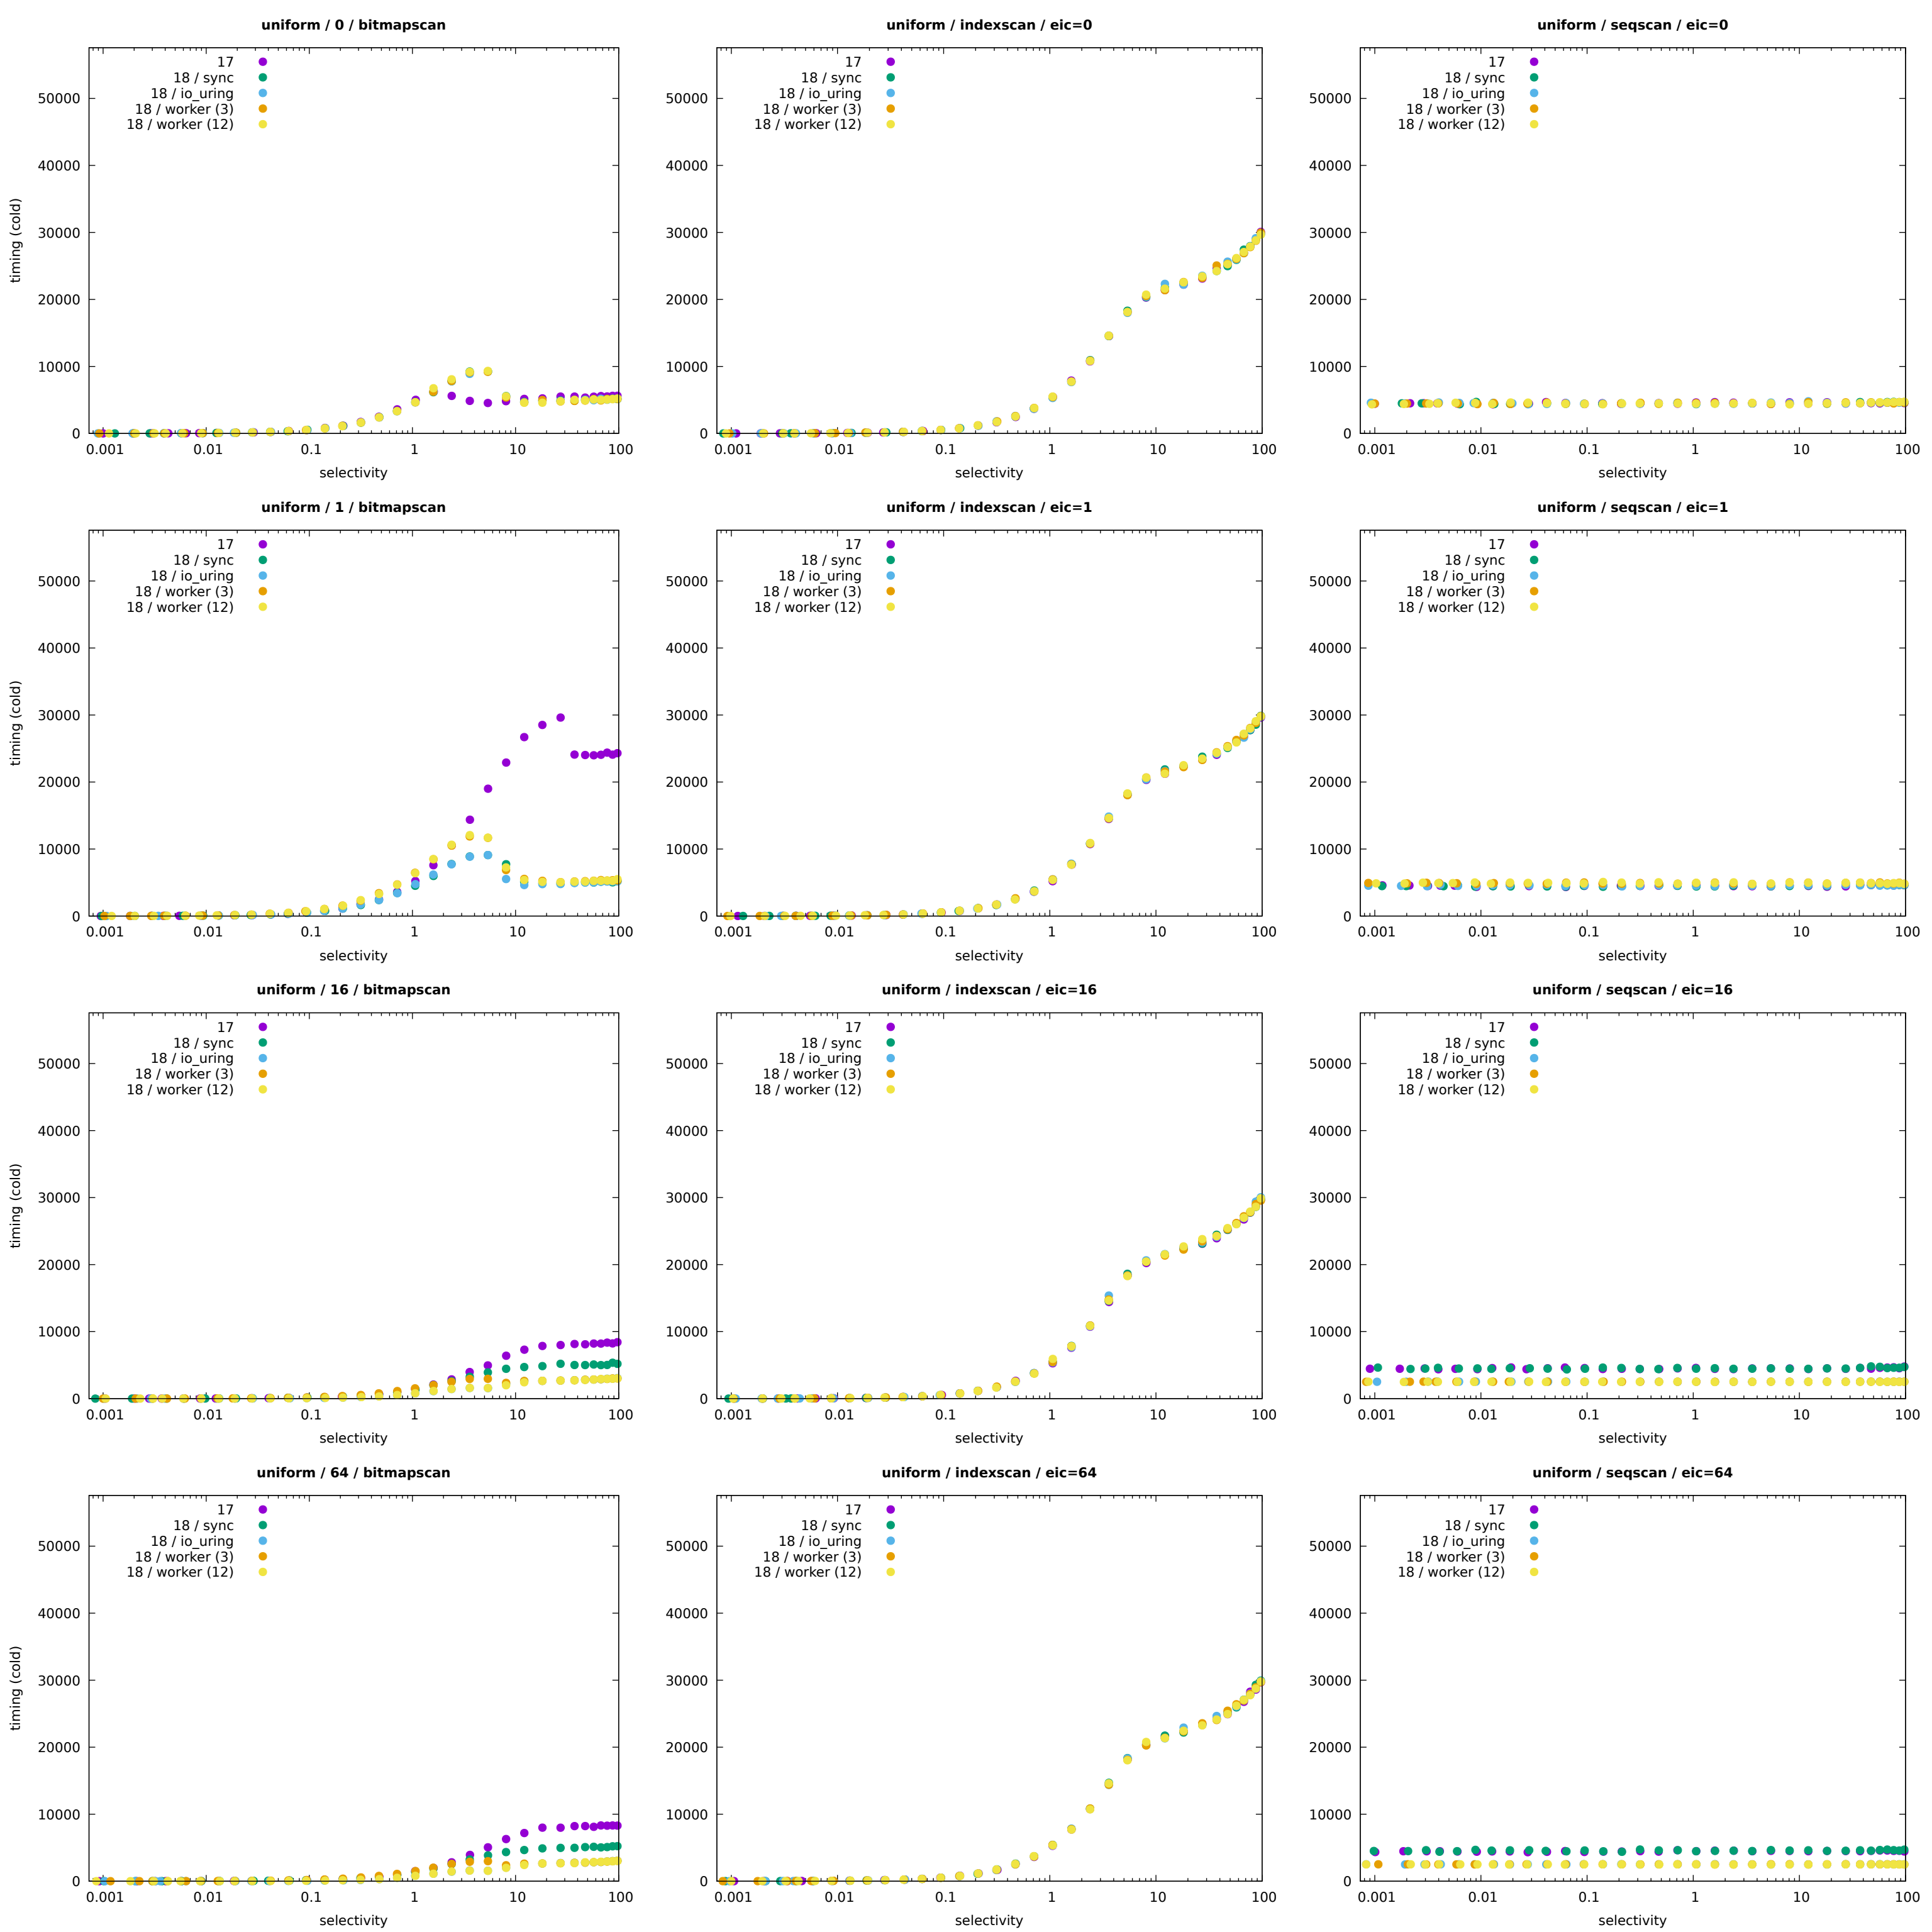 uniform / 0 / bitmapscan
timing (cold)
50000
40000
30000
20000
10000
0
17
18 / sync
18 / io_uring
18 / worker (3)
18 / worker (12)
0.001 0.01 0.1 1 10 100
selectivity
uniform / indexscan / eic=0
50000
40000
30000
20000
10000
0
17
18 / sync
18 / io_uring
18 / worker (3)
18 / worker (12)
0.001 0.01 0.1 1 10 100
selectivity
uniform / seqscan / eic=0
50000
40000
30000
20000
10000
0
17
18 / sync
18 / io_uring
18 / worker (3)
18 / worker (12)
0.001 0.01 0.1 1 10 100
selectivity
uniform / 1 / bitmapscan
timing (cold)
50000
40000
30000
20000
10000
0
17
18 / sync
18 / io_uring
18 / worker (3)
18 / worker (12)
0.001 0.01 0.1 1 10 100
selectivity
uniform / indexscan / eic=1
50000
40000
30000
20000
10000
0
17
18 / sync
18 / io_uring
18 / worker (3)
18 / worker (12)
0.001 0.01 0.1 1 10 100
selectivity
uniform / seqscan / eic=1
50000
40000
30000
20000
10000
0
17
18 / sync
18 / io_uring
18 / worker (3)
18 / worker (12)
0.001 0.01 0.1 1 10 100
selectivity
uniform / 16 / bitmapscan
timing (cold)
50000
40000
30000
20000
10000
0
17
18 / sync
18 / io_uring
18 / worker (3)
18 / worker (12)
0.001 0.01 0.1 1 10 100
selectivity
uniform / indexscan / eic=16
50000
40000
30000
20000
10000
0
17
18 / sync
18 / io_uring
18 / worker (3)
18 / worker (12)
0.001 0.01 0.1 1 10 100
selectivity
uniform / seqscan / eic=16
50000
40000
30000
20000
10000
0
17
18 / sync
18 / io_uring
18 / worker (3)
18 / worker (12)
0.001 0.01 0.1 1 10 100
selectivity
uniform / 64 / bitmapscan
timing (cold)
50000
40000
30000
20000
10000
0
17
18 / sync
18 / io_uring
18 / worker (3)
18 / worker (12)
0.001 0.01 0.1 1 10 100
selectivity
uniform / indexscan / eic=64
50000
40000
30000
20000
10000
0
17
18 / sync
18 / io_uring
18 / worker (3)
18 / worker (12)
0.001 0.01 0.1 1 10 100
selectivity
uniform / seqscan / eic=64
50000
40000
30000
20000
10000
0
17
18 / sync
18 / io_uring
18 / worker (3)
18 / worker (12)
0.001 0.01 0.1 1 10 100
selectivity